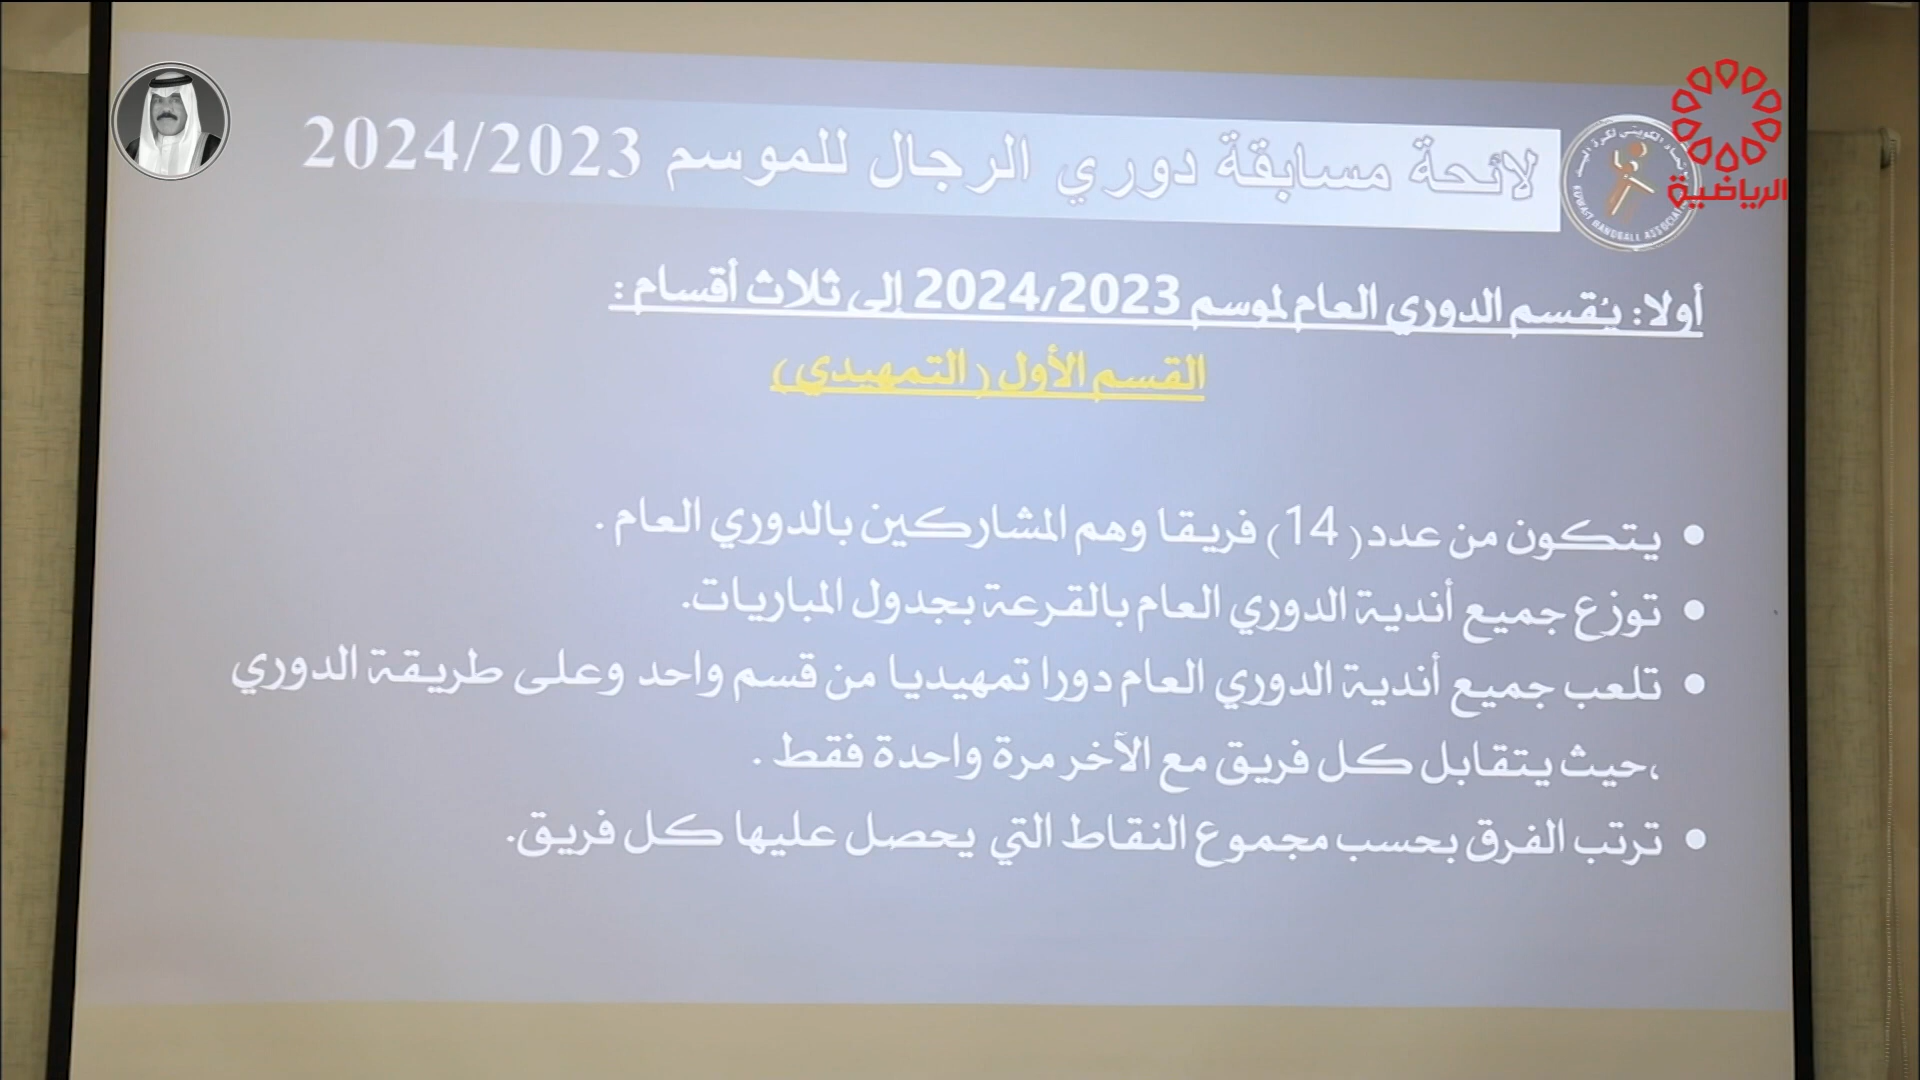 لائحة مسابقة دوري الرجال للموسم 2024/2023
الرياضية
KUWAIT HANDBALL
أولا: يُقسم الدوري العام لموسم 2024/2023 إلى ثلاث أقسام :
القسم الأول ( التمهيدي )
• يتكون من عدد ( 14 ) فريقا وهم المشاركين بالدوري العام .
• توزع جميع أندية الدوري العام بالقرعة بجدول المباريات.
• تلعب جميع أندية الدوري العام دورا تمهيديا من قسم واحد وعلى طريقة الدوري
،حيث يتقابل كل فريق مع الآخر مرة واحدة فقط .
• ترتب الفرق بحسب مجموع النقاط التي يحصل عليها كل فريق.